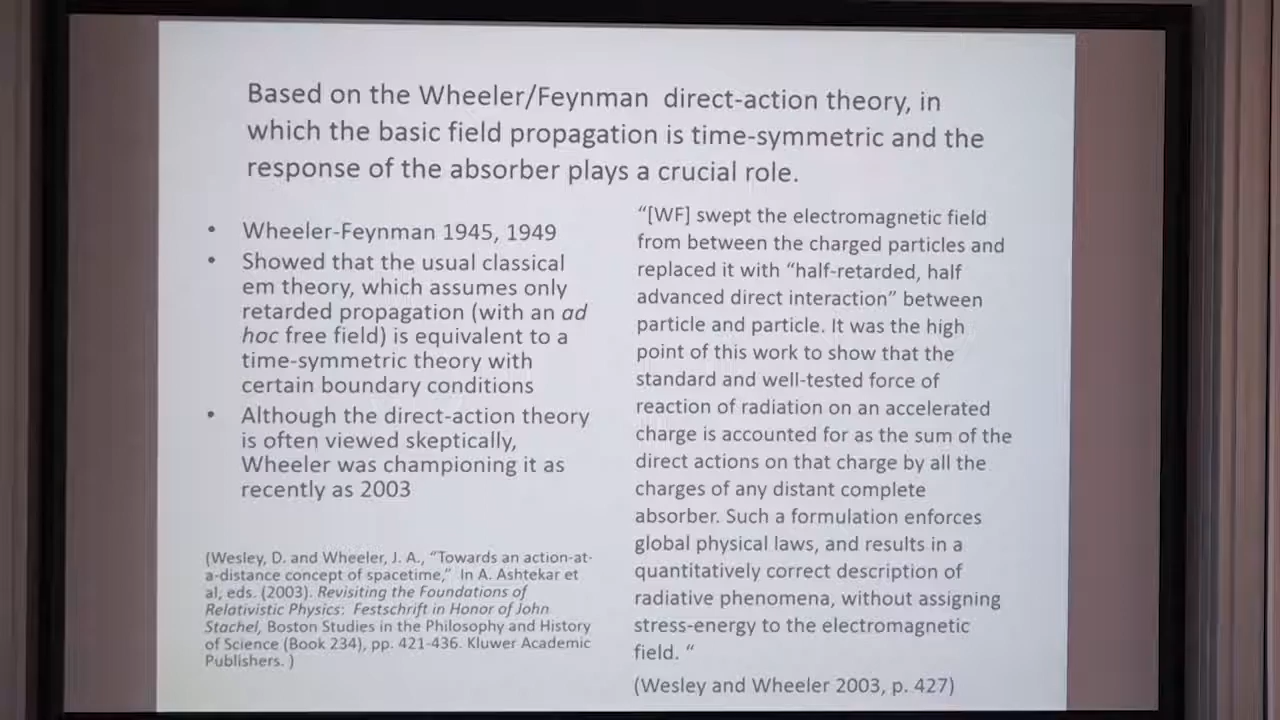 Based on the Wheeler/Feynman direct-action theory, in
which the basic field propagation is time-symmetric and the
response of the absorber plays a crucial role.
• Wheeler-Feynman 1945, 1949
• Showed that the usual classical
em theory, which assumes only
retarded propagation (with an ad
hoc free field) is equivalent to a
time-symmetric theory with
certain boundary conditions
• Although the direct-action theory
is often viewed skeptically,
Wheeler was championing it as
recently as 2003
(Wesley, D. and Wheeler, J. A., “Towards an action-at-
a-distance concept of spacetime,” In A. Ashtekar et
al, eds. (2003). Revisiting the Foundations of
Relativistic Physics: Festschrift in Honor of John
Stachel, Boston Studies in the Philosophy and History
of Science (Book 234), pp. 421-436. Kluwer Academic
Publishers. )
“[WF] swept the electromagnetic field
from between the charged particles and
replaced it with “half-retarded, half
advanced direct interaction” between
particle and particle. It was the high
point of this work to show that the
standard and well-tested force of
reaction of radiation on an accelerated
charge is accounted for as the sum of the
direct actions on that charge by all the
charges of any distant complete
absorber. Such a formulation enforces
global physical laws, and results in a
quantitatively correct description of
radiative phenomena, without assigning
stress-energy to the electromagnetic
field. “
(Wesley and Wheeler 2003, p. 427)